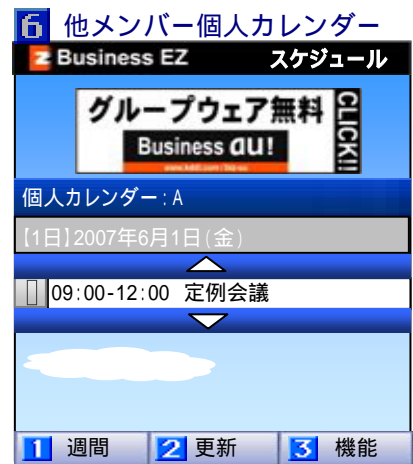 6 他メンバー個人カレンダー
Business EZ スケジュール
グループウェア無料
Business au!
CLICK!!
個人カレンダー:A
[1日]2007年6月1日(金)
09:00-12:00 定例会議
1 週間 2 更新 3 機能